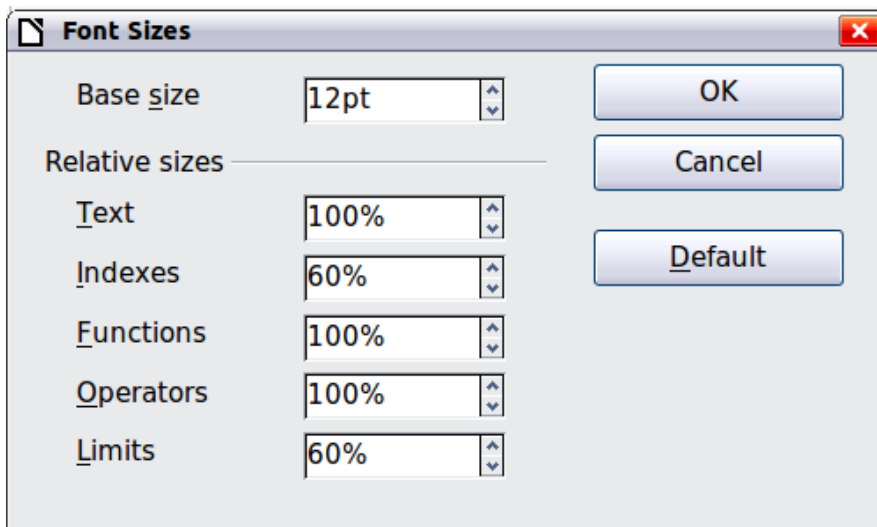 Font Sizes
Base size 12pt OK
Relative sizes Cancel
Text 100%
Indexes 60% Default
Functions 100%
Operators 100%
Limits 60%